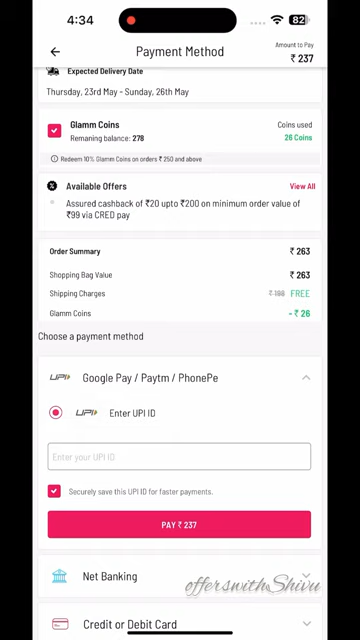 4:34
82
Payment Method
Amount to Pay
₹ 237
Expected Delivery Date
Thursday, 23rd May - Sunday, 26th May
Glamm Coins
Coins used
Remaning balance: 278
26 Coins
Redeem 10% Glamm Coins on orders ₹ 250 and above
Available Offers
View All
Assured cashback of ₹20 upto ₹200 on minimum order value of
₹99 via CRED pay
Order Summary
₹ 263
Shopping Bag Value
₹ 263
Shipping Charges
₹ 198 FREE
Glamm Coins
- ₹ 26
Choose a payment method
UPI Google Pay / Paytm / PhonePe
UPI Enter UPI ID
Enter your UPI ID
Securely save this UPI ID for faster payments.
PAY ₹ 237
Net Banking
offerswithShivu
Credit or Debit Card